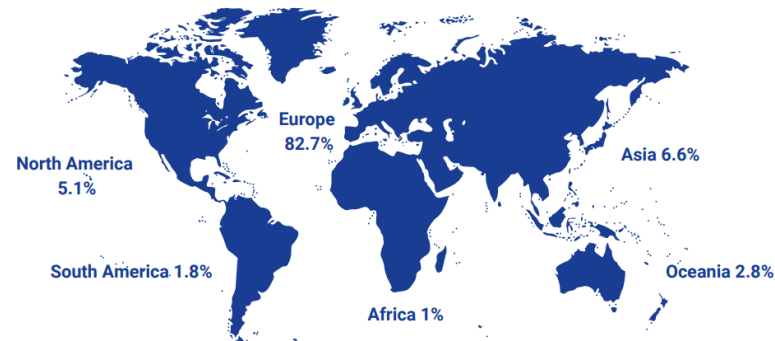 Europe
82.7%
North America
5.1%
Asia 6.6%
South America 1.8%
Oceania 2.8%
Africa 1%